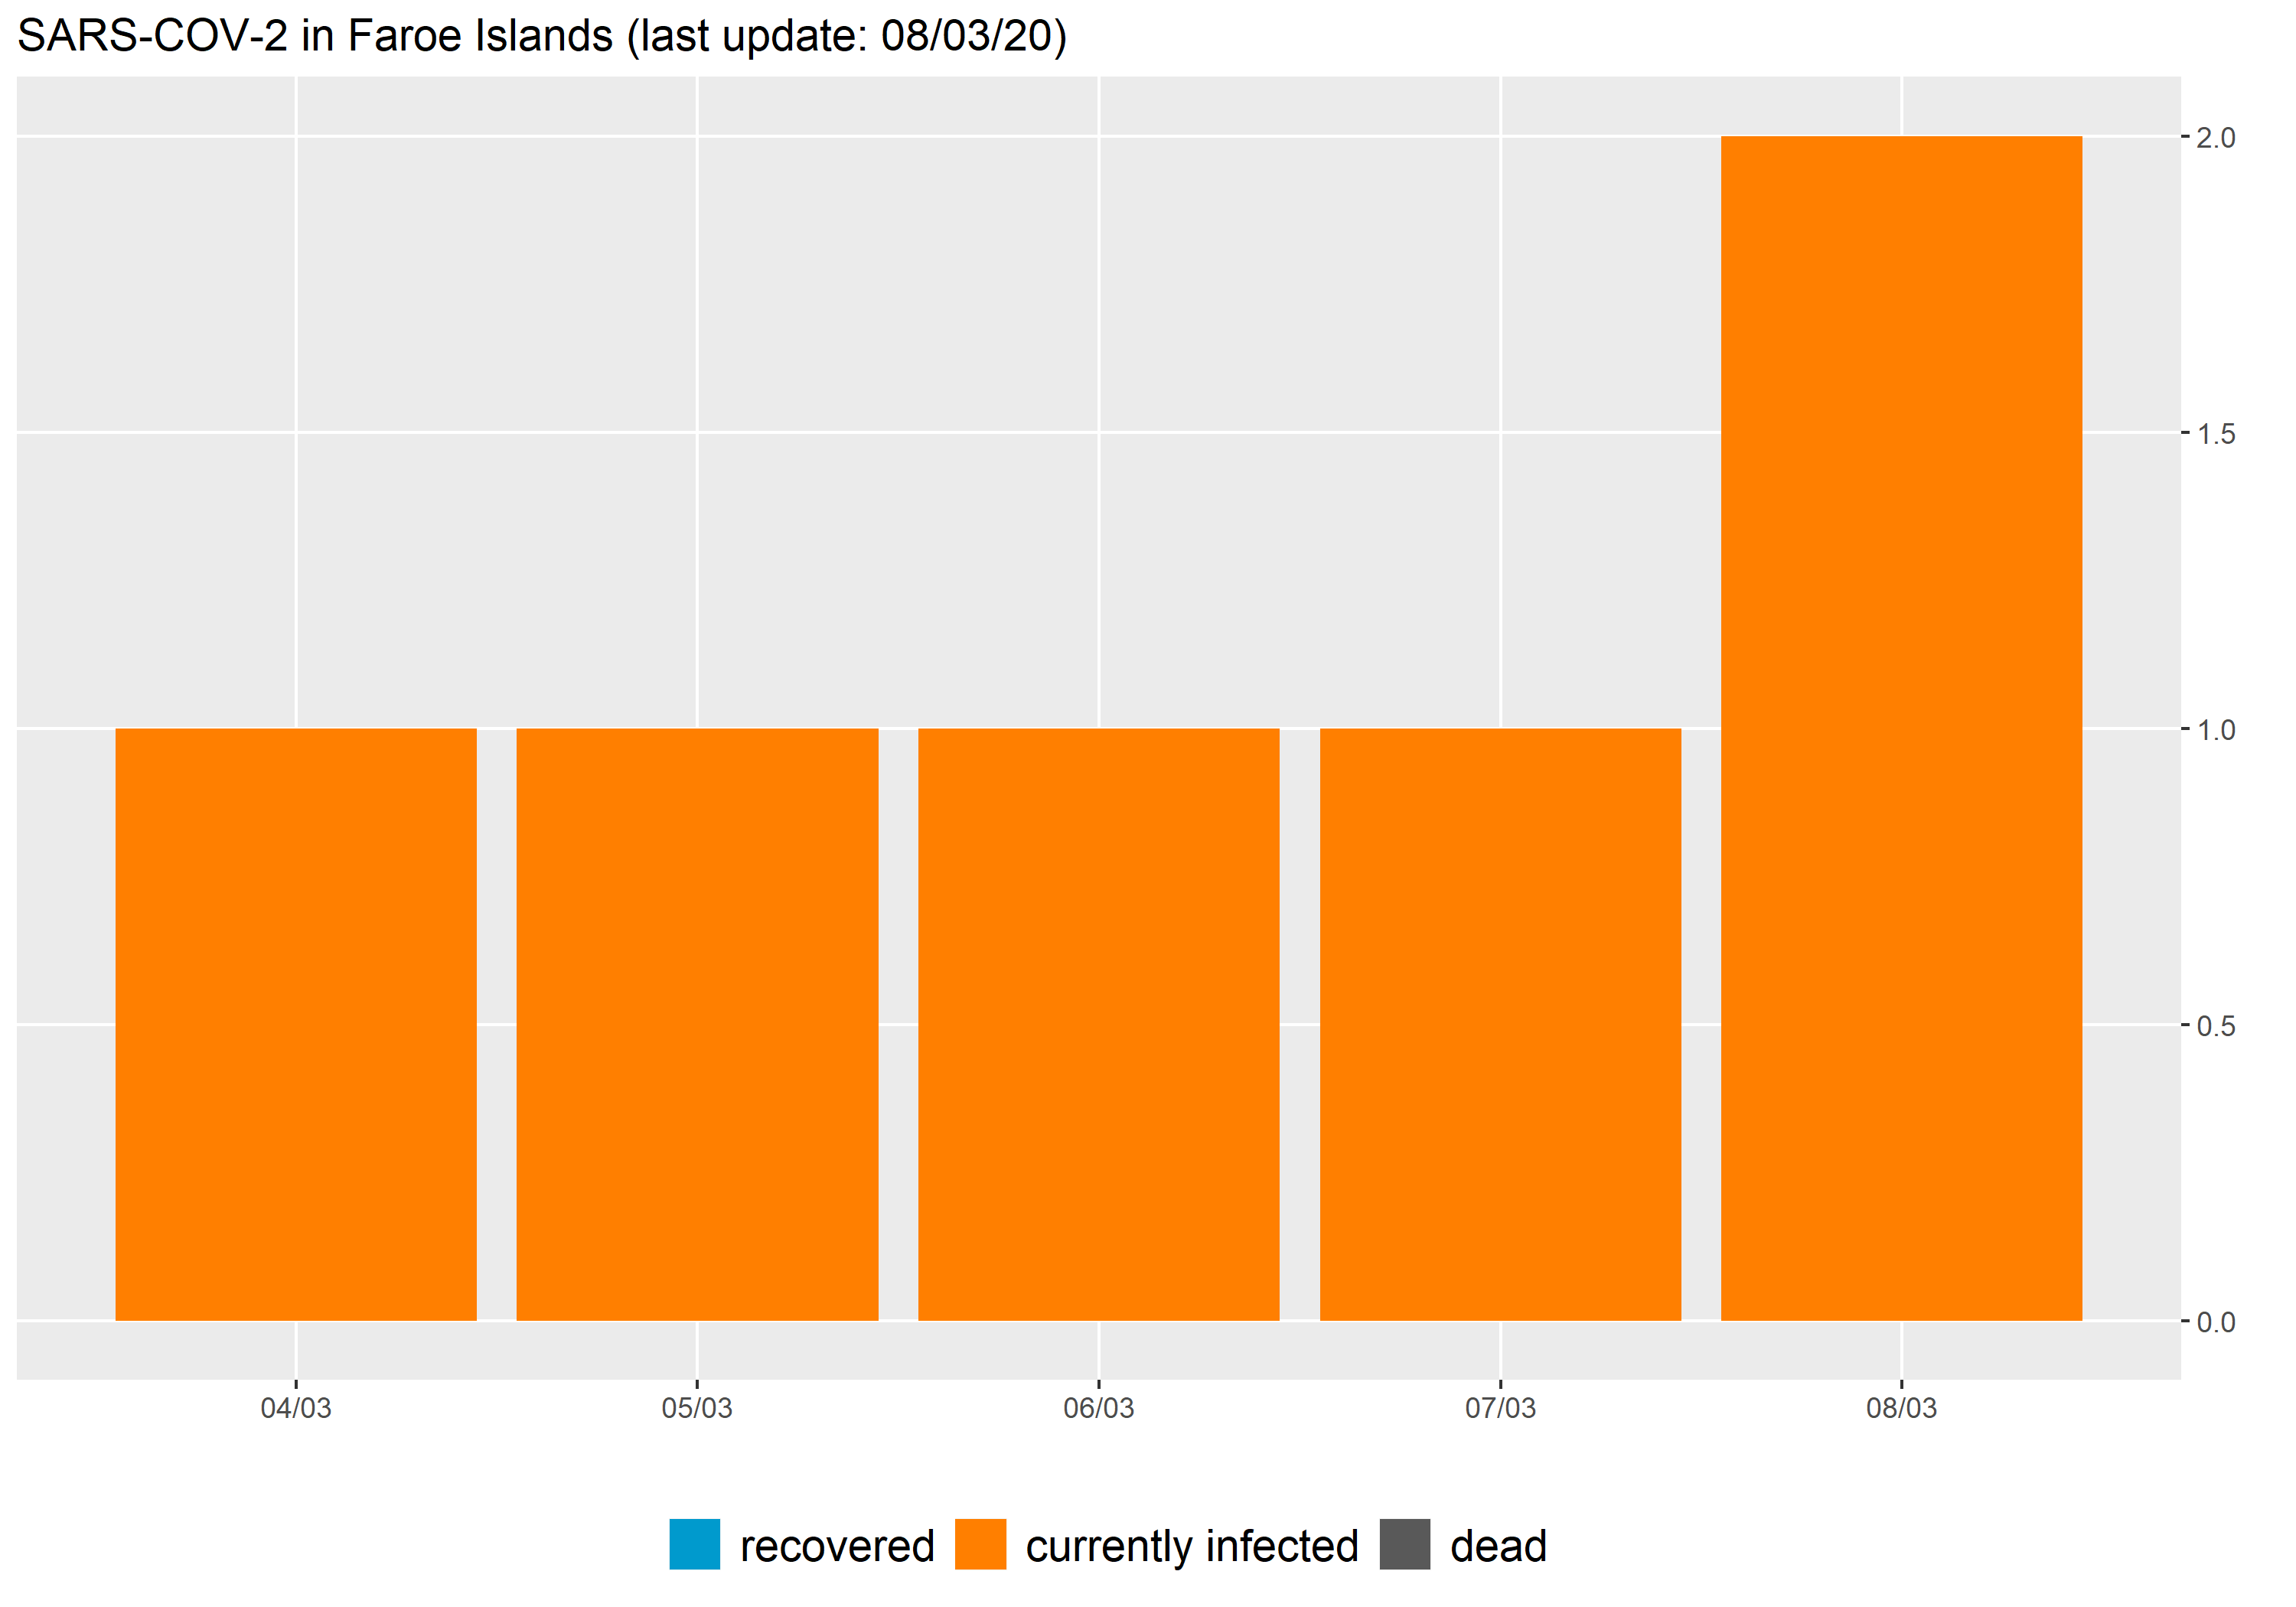 SARS-COV-2 in Faroe Islands (last update: 08/03/20)
2.0
1.5
1.0
0.5
0.0
04/03 05/03 06/03 07/03 08/03
recovered currently infected dead